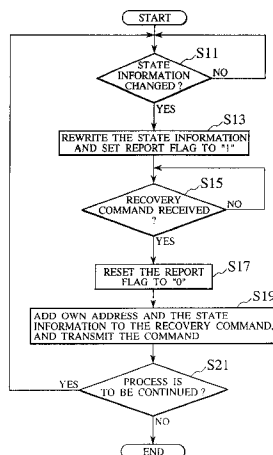 START
S11
STATE
INFORMATION
CHANGED ?
NO
YES
S13
REWRITE THE STATE INFORMATION
AND SET REPORT FLAG TO "1"
S15
RECOVERY
COMMAND RECEIVED
?
NO
YES
S17
RESET THE REPORT
FLAG TO "0"
S19
ADD OWN ADDRESS AND THE STATE
INFORMATION TO THE RECOVERY COMMAND,
AND TRANSMIT THE COMMAND
S21
YES
PROCESS IS
TO BE CONTINUED ?
NO
END